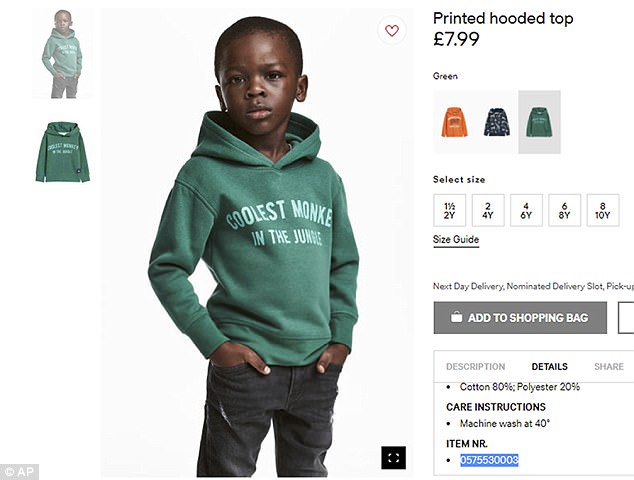 Printed hooded top
£7.99
Green
Select size
1½
2Y
2
4Y
4
6Y
6
8Y
8
10Y
Size Guide
Next Day Delivery, Nominated Delivery Slot, Pick-up
ADD TO SHOPPING BAG
DESCRIPTION DETAILS SHARE
• Cotton 80%; Polyester 20%
CARE INSTRUCTIONS
• Machine wash at 40°
ITEM NR.
• 0575530003
COOLEST MONKE
IN THE JUNGLE
COOLEST MONKEY
IN THE JUNGLE
© AP